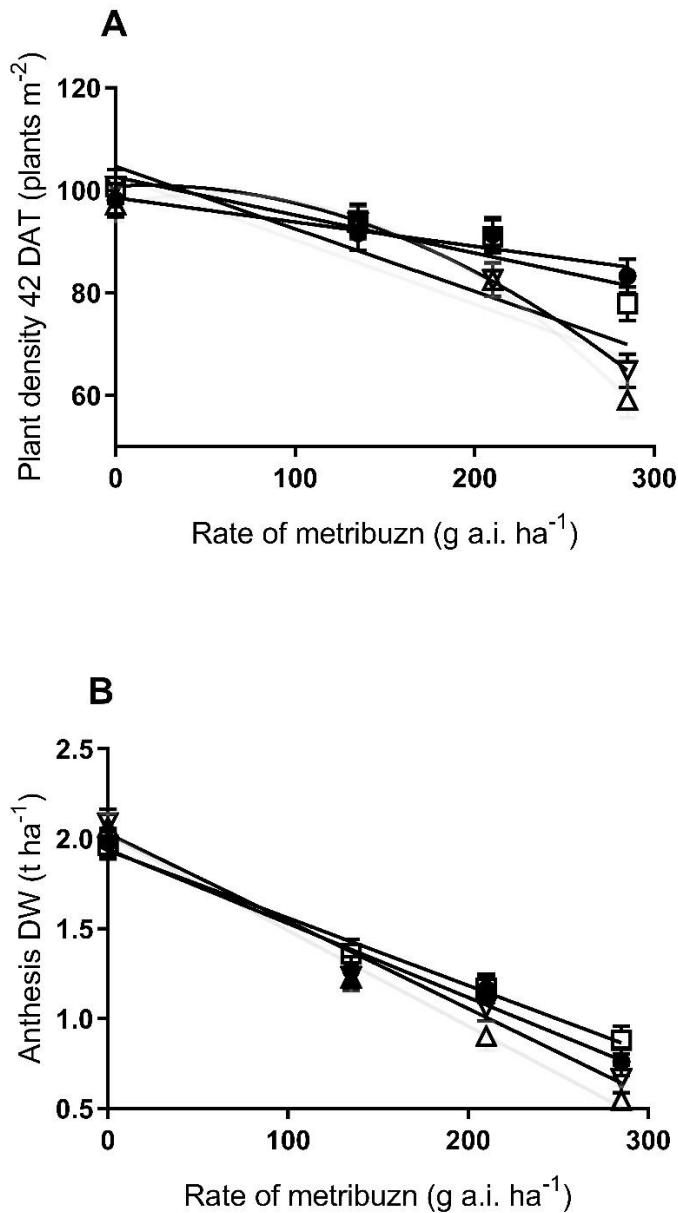 A
Plant density 42 DAT (plants m⁻²)
120
100
80
60
0
100
200
300
Rate of metribuzn (g a.i. ha⁻¹)
B
Anthesis DW (t ha⁻¹)
2.5
2.0
1.5
1.0
0.5
0
100
200
300
Rate of metribuzn (g a.i. ha⁻¹)